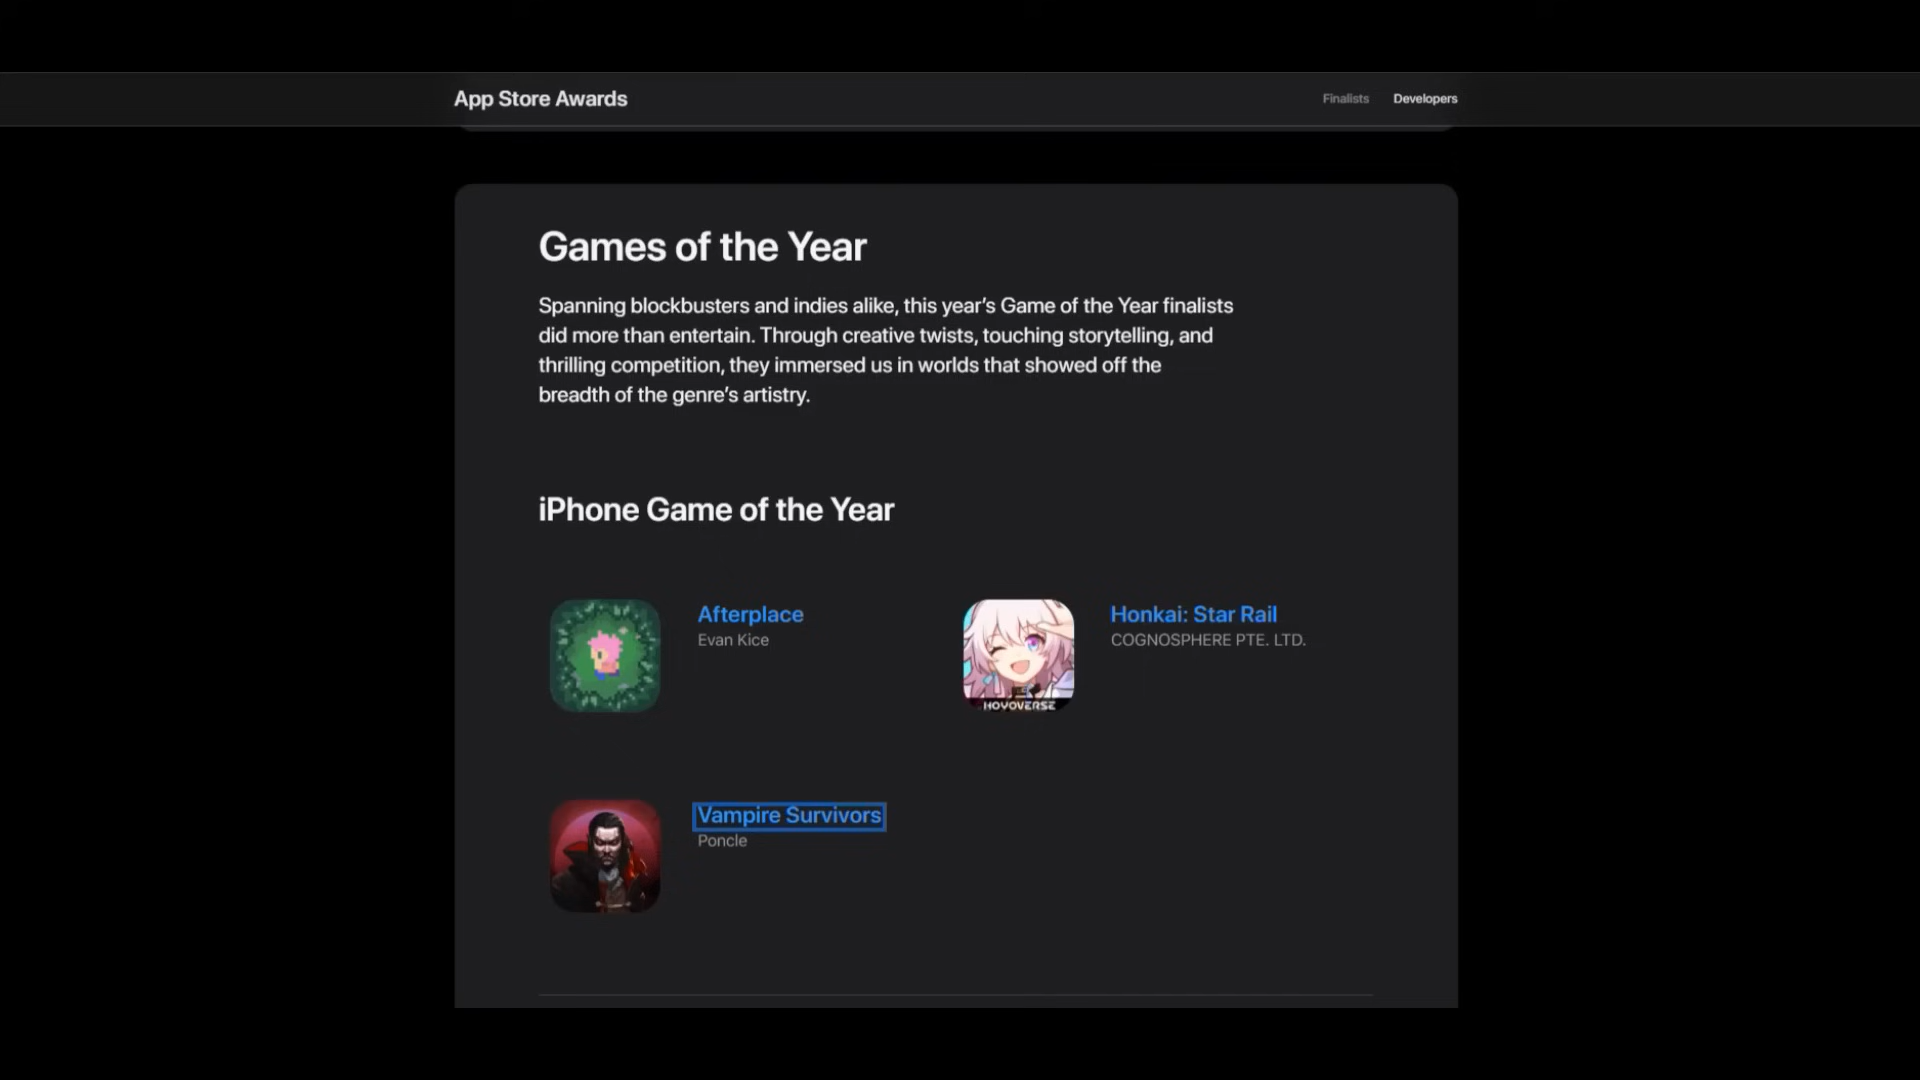 App Store Awards
Finalists
Developers
Games of the Year
Spanning blockbusters and indies alike, this year’s Game of the Year finalists
did more than entertain. Through creative twists, touching storytelling, and
thrilling competition, they immersed us in worlds that showed off the
breadth of the genre’s artistry.
iPhone Game of the Year
Afterplace
Evan Kice
Honkai: Star Rail
COGNOSPHERE PTE. LTD.
HOYOVERSE
Vampire Survivors
Poncle